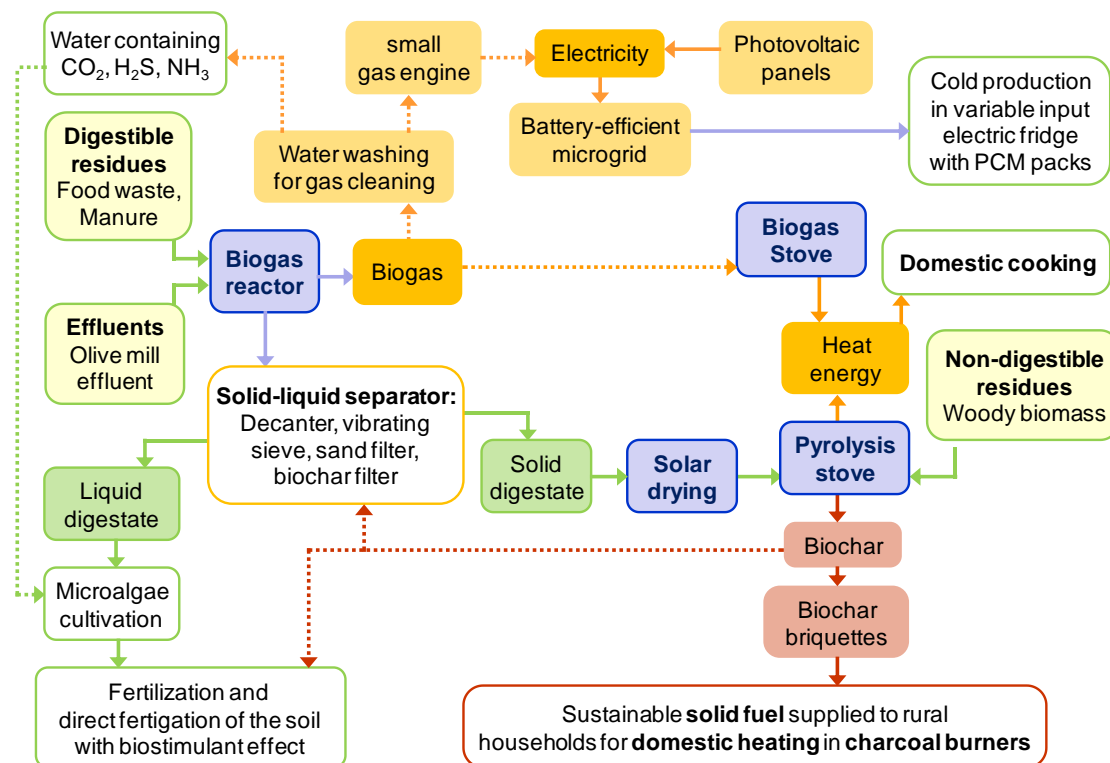 Water containing
CO₂, H₂S, NH₃
small
gas engine
Electricity
Photovoltaic
panels
Cold production
in variable input
electric fridge
with PCM packs
Battery-efficient
microgrid
Water washing
for gas cleaning
Digestible
residues
Food waste,
Manure
Biogas
reactor
Biogas
Biogas
Stove
Domestic cooking
Effluents
Olive mill
effluent
Heat
energy
Non-digestible
residues
Woody biomass
Solid-liquid separator:
Decanter, vibrating
sieve, sand filter,
biochar filter
Liquid
digestate
Solid
digestate
Solar
drying
Pyrolysis
stove
Biochar
Microalgae
cultivation
Biochar
briquettes
Fertilization and
direct fertigation of the soil
with biostimulant effect
Sustainable solid fuel supplied to rural
households for domestic heating in charcoal burners